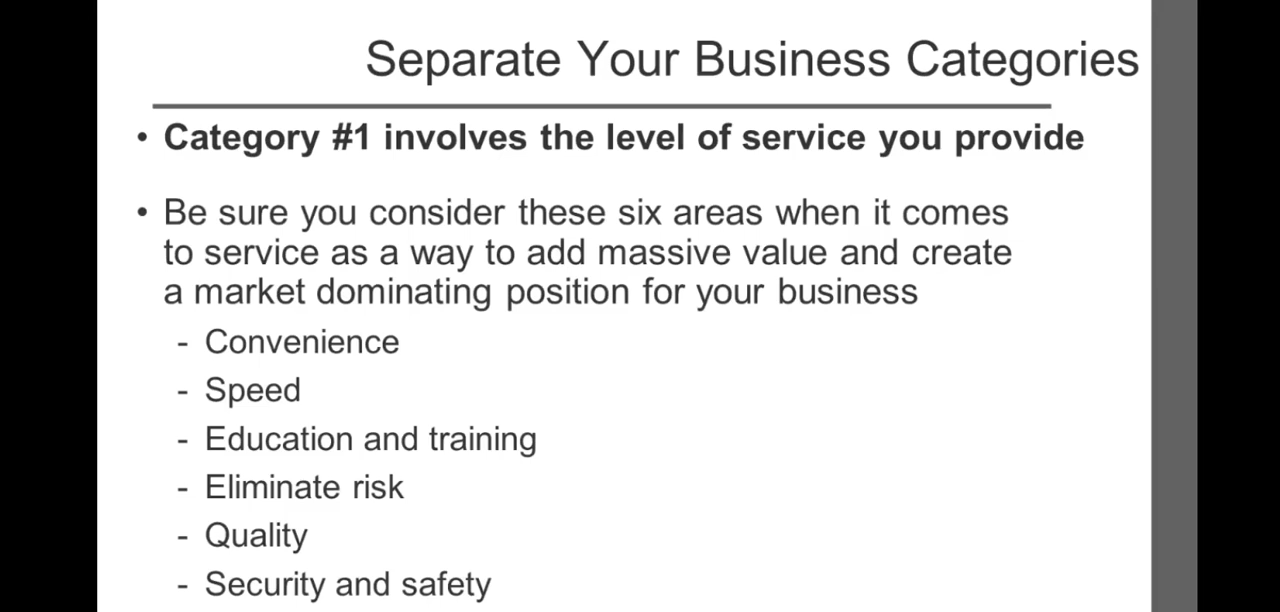 Separate Your Business Categories
• Category #1 involves the level of service you provide
• Be sure you consider these six areas when it comes
to service as a way to add massive value and create
a market dominating position for your business
- Convenience
- Speed
- Education and training
- Eliminate risk
- Quality
- Security and safety